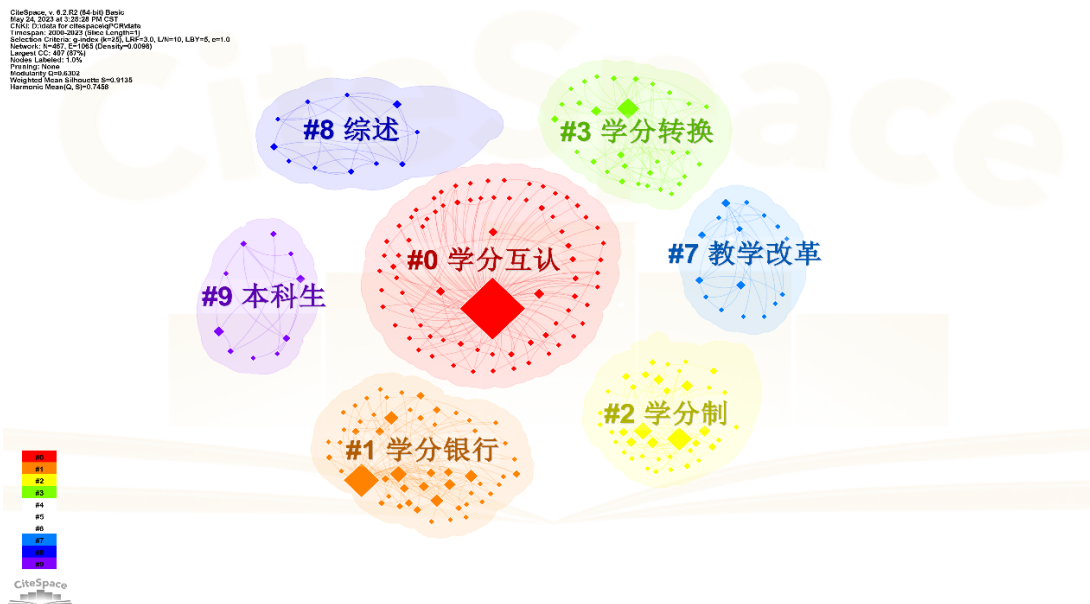 CiteSpace, v. 6.2.R2 (64-bit) Basic
May 24, 2023 at 3:28:28 PM CST
CNKI: D:\data for citespace\qPCR\data
Timespan: 2000-2023 (Slice Length=1)
Selection Criteria: g-index (k=25), LRF=3.0, L/N=10, LBY=5, e=1.0
Network: N=467, E=1065 (Density=0.0098)
Largest CC: 407 (87%)
Nodes Labeled: 1.0%
Pruning: None
Modularity Q=0.6302
Weighted Mean Silhouette S=0.9135
Harmonic Mean(Q, S)=0.7458
CiteSpace
#8 综述
#3 学分转换
#0 学分互认
#7 教学改革
#9 本科生
#2 学分制
#1 学分银行
#0
#1
#2
#3
#4
#5
#6
#7
#8
#9
CiteSpace